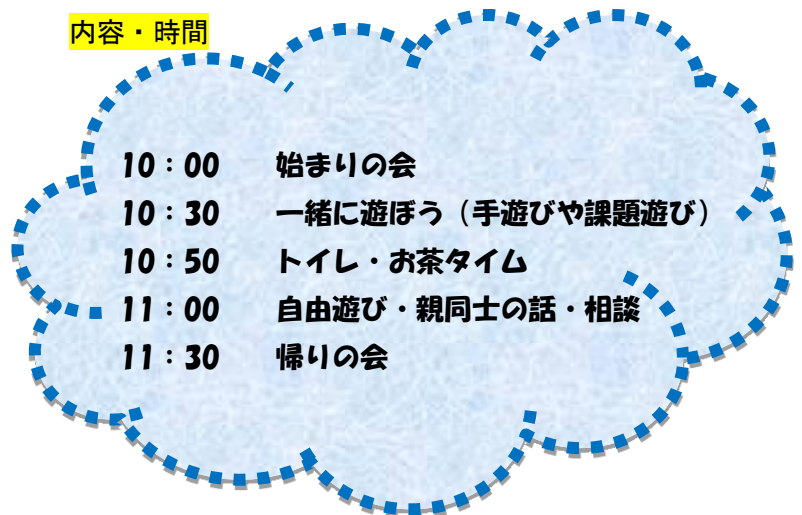 内容・時間
10：00　　始まりの会
10：30　　一緒に遊ぼう（手遊びや課題遊び）
10：50　　トイレ・お茶タイム
11：00　　自由遊び・親同士の話・相談
11：30　　帰りの会